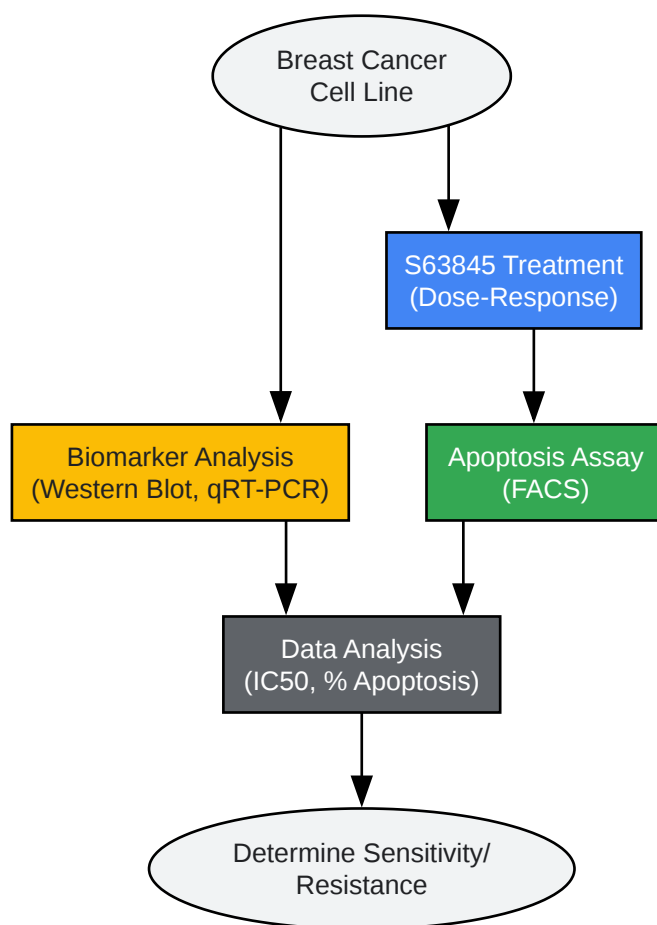 Breast Cancer
Cell Line
S63845 Treatment
(Dose-Response)
Biomarker Analysis
(Western Blot, qRT-PCR)
Apoptosis Assay
(FACS)
Data Analysis
(IC50, % Apoptosis)
Determine Sensitivity/
Resistance